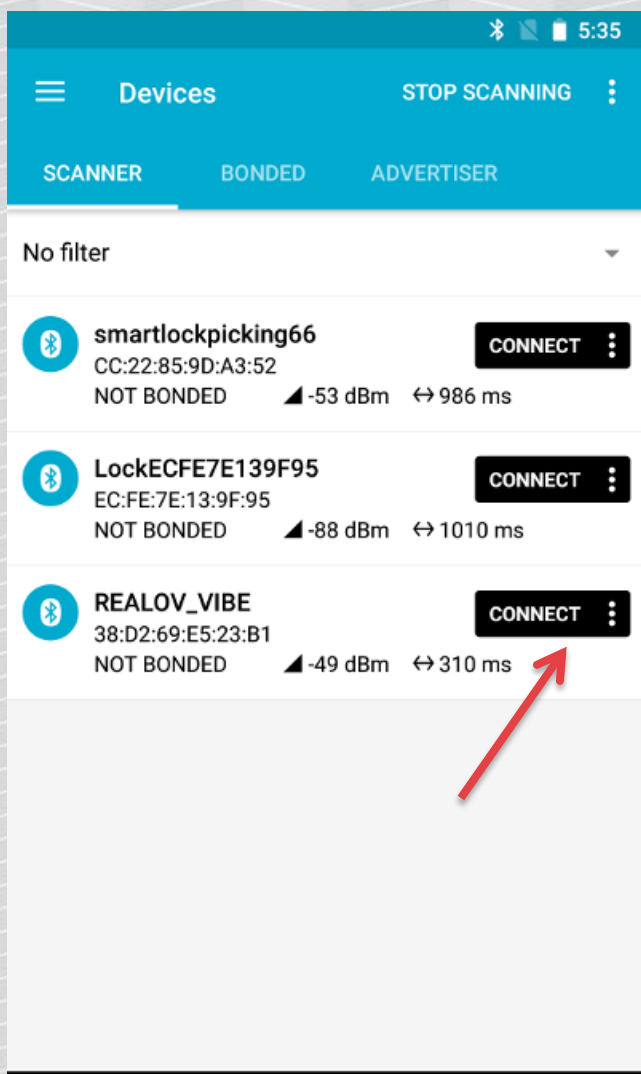 5:35
Devices STOP SCANNING
SCANNER BONDED ADVERTISER
No filter
smartlockpicking66 CONNECT
CC:22:85:9D:A3:52
NOT BONDED -53 dBm ↔ 986 ms
LockECFE7E139F95 CONNECT
EC:FE:7E:13:9F:95
NOT BONDED -88 dBm ↔ 1010 ms
REALOV_VIBE CONNECT
38:D2:69:E5:23:B1
NOT BONDED -49 dBm ↔ 310 ms